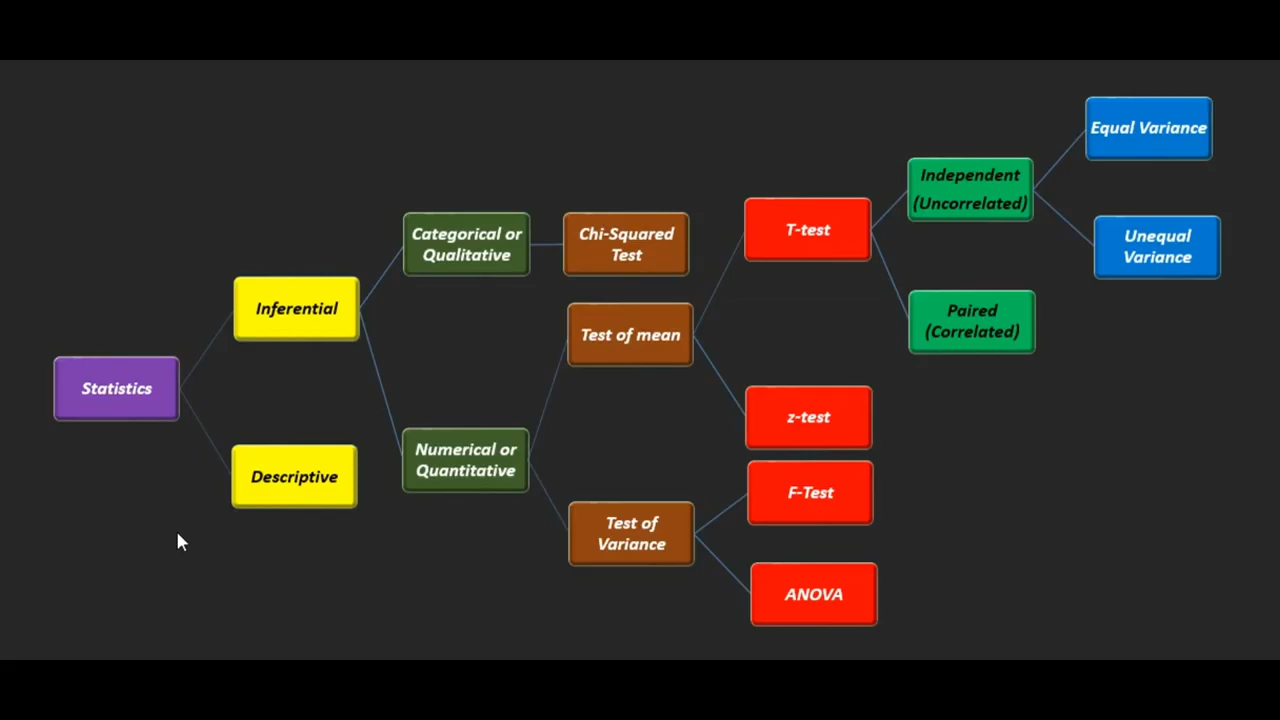 Statistics
Inferential
Descriptive
Categorical or
Qualitative
Numerical or
Quantitative
Chi-Squared
Test
Test of mean
Test of
Variance
T-test
z-test
F-Test
ANOVA
Independent
(Uncorrelated)
Paired
(Correlated)
Equal Variance
Unequal
Variance